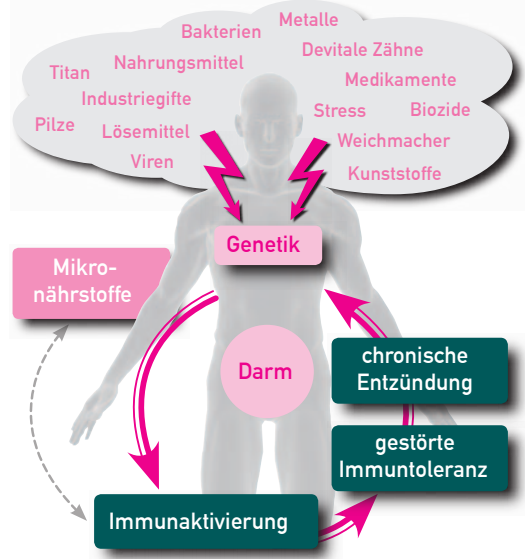 Metalle
Bakterien
Devitale Zähne
Nahrungsmittel
Titan
Medikamente
Industriegifte
Stress
Biozide
Pilze
Lösemittel
Weichmacher
Viren
Kunststoffe
Genetik
Mikro-
nährstoffe
Darm
chronische
Entzündung
gestörte
Immuntoleranz
Immunaktivierung